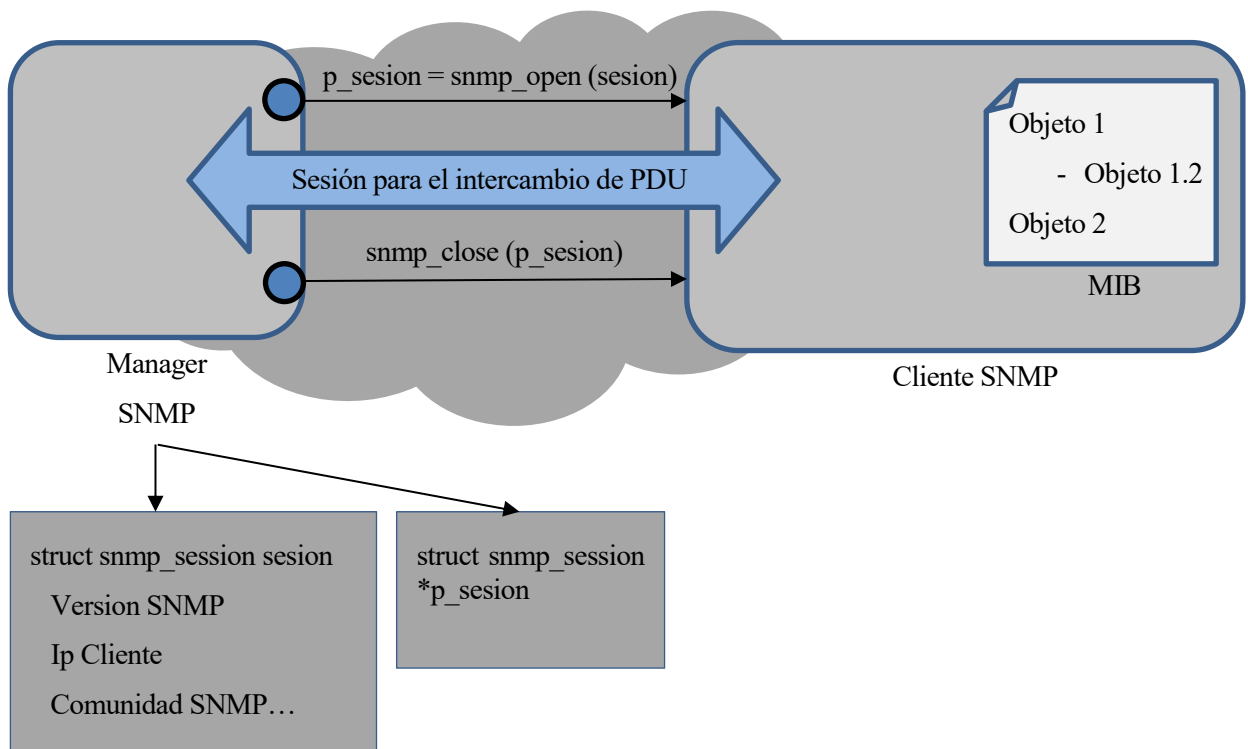 p_sesion = snmp_open (sesion)
Sesión para el intercambio de PDU
snmp_close (p_sesion)
Objeto 1
- Objeto 1.2
Objeto 2
MIB
Manager
SNMP
Cliente SNMP
struct snmp_session sesion
Version SNMP
Ip Cliente
Comunidad SNMP…
struct snmp_session
*p_sesion